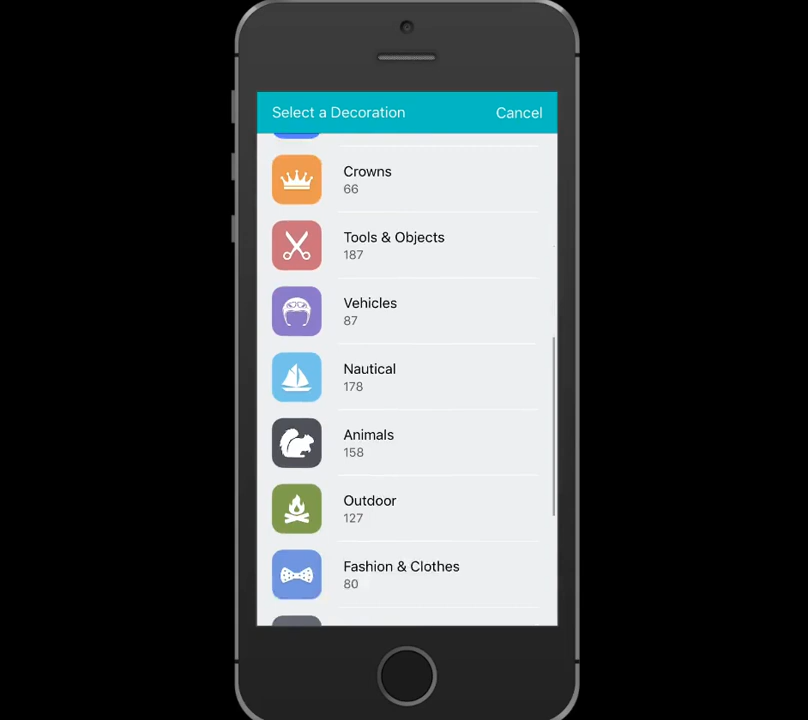 Select a Decoration Cancel
Crowns
66
Tools & Objects
187
Vehicles
87
Nautical
178
Animals
158
Outdoor
127
Fashion & Clothes
80